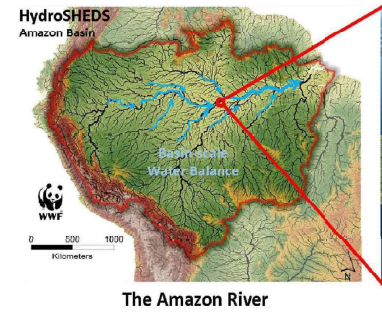 HydroSHEDS
Amazon Basin
Basin scale
Water Balance
WWF
0 500 1000
Kilometers
N
The Amazon River